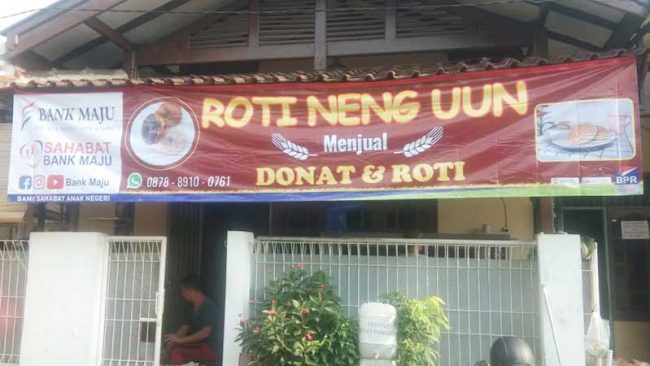 BANK MAJU
SAHABAT
BANK MAJU
Bank Maju
BANJ SAHABAT ANAK NEGERI
ROTI NENG UUN
Menjual
DONAT & ROTI
0878 - 8910 - 0761
BPR